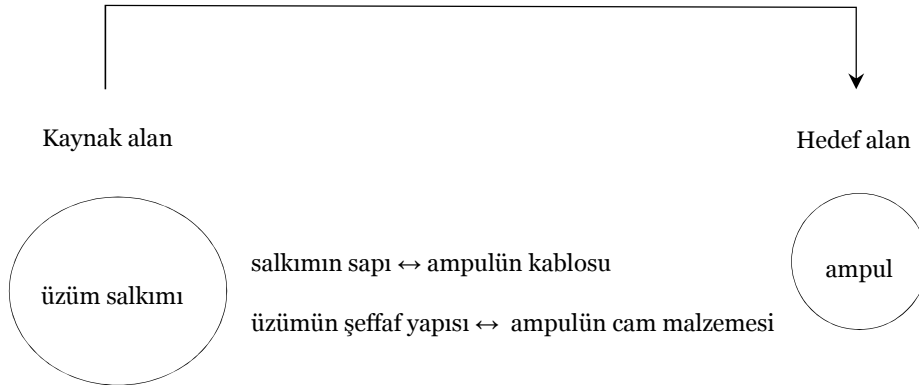 Kaynak alan
Hedef alan
salkımın sapı ↔ ampulün kablosu
üzüm salkımı
ampul
üzümün şeffaf yapısı ↔ ampulün cam malzemesi